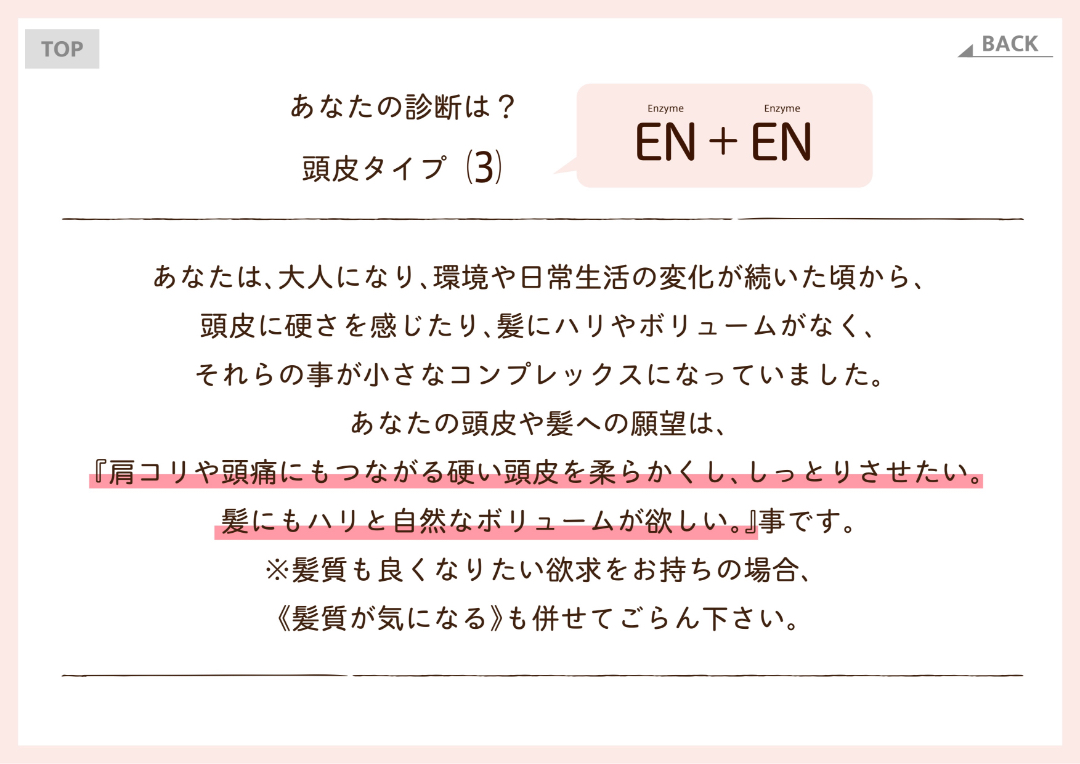 TOP
BACK
あなたの診断は？
頭皮タイプ (3)
Enzyme Enzyme
EN + EN
あなたは、大人になり、環境や日常生活の変化が続いた頃から、
頭皮に硬さを感じたり、髪にハリやボリュームがなく、
それらの事が小さなコンプレックスになっていました。
あなたの頭皮や髪への願望は、
『肩コリや頭痛にもつながる硬い頭皮を柔らかくし、しっとりさせたい。
髪にもハリと自然なボリュームが欲しい。』事です。
※髪質も良くなりたい欲求をお持ちの場合、
《髪質が気になる》も併せてごらん下さい。